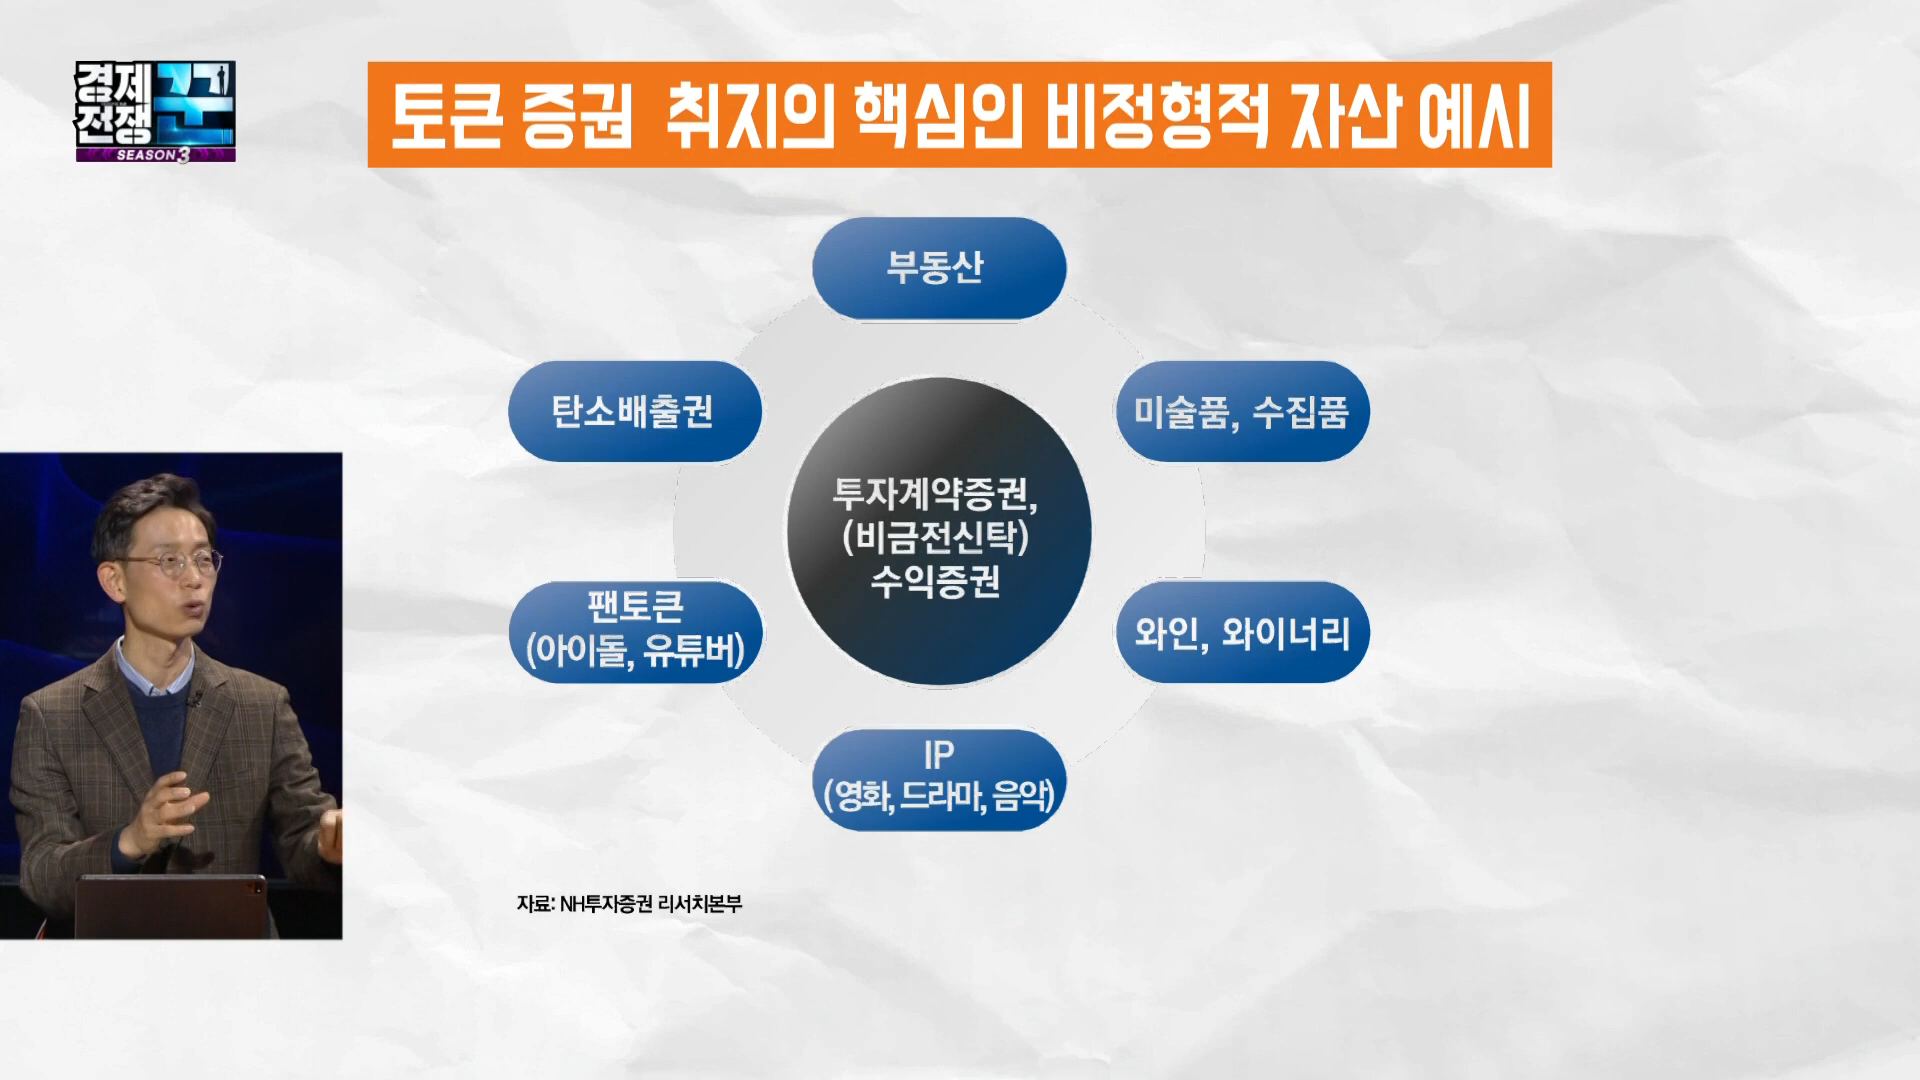 경제
전쟁 꾼
SEASON3
토큰 증권 취지의 핵심인 비정형적 자산 예시
부동산
탄소배출권
미술품, 수집품
투자계약증권,
(비금전신탁)
수익증권
팬토큰
(아이돌, 유튜버)
와인, 와이너리
IP
(영화, 드라마, 음악)
자료: NH투자증권 리서치본부